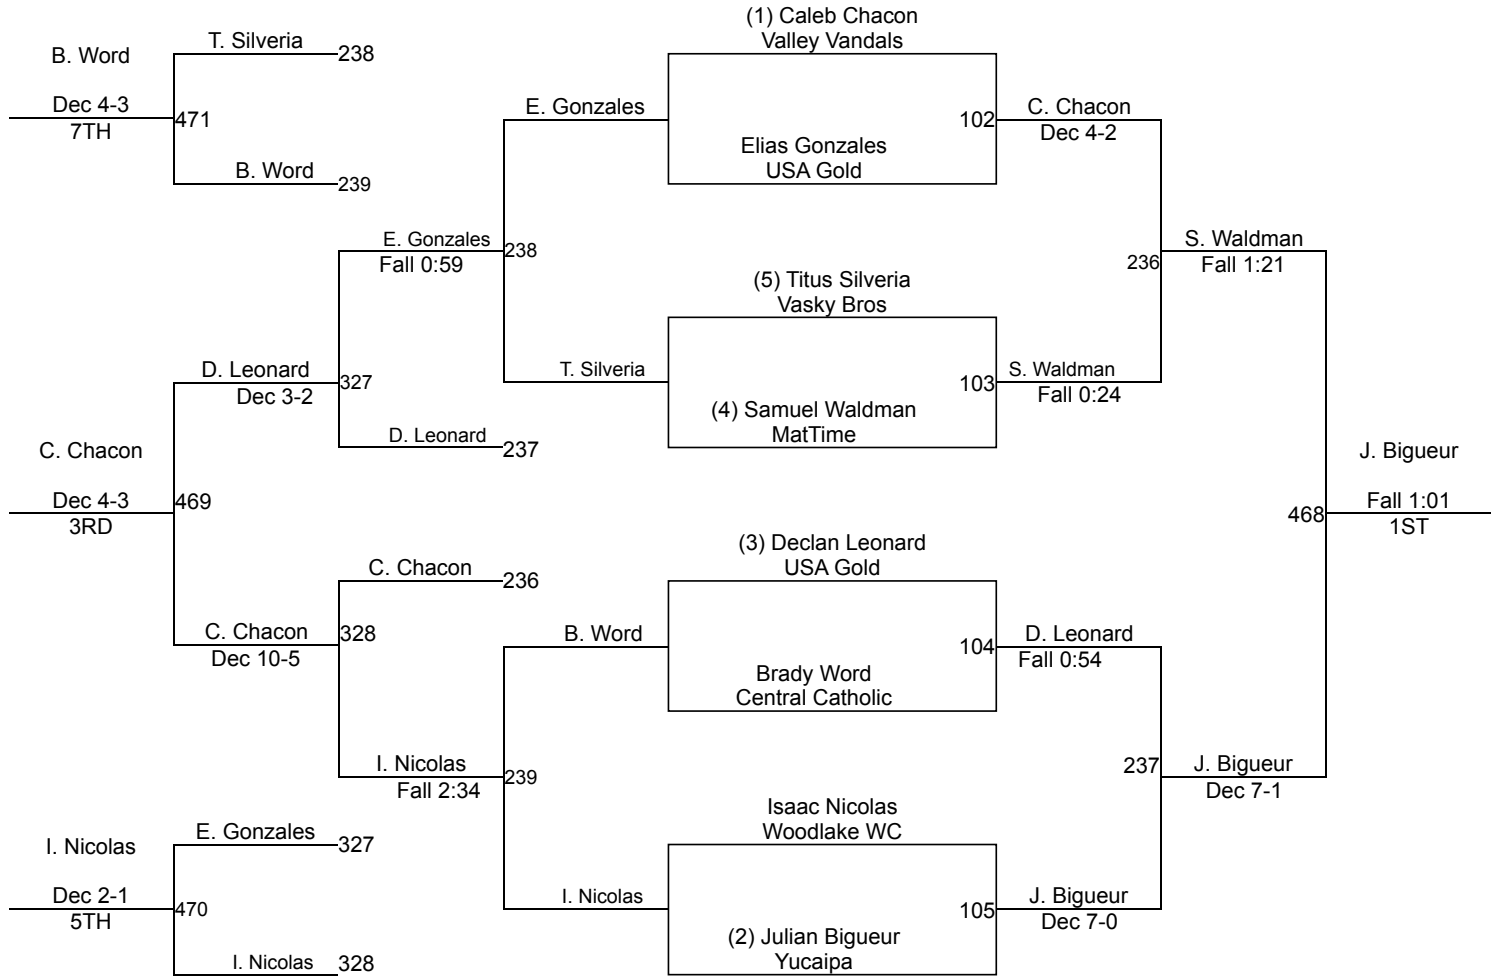 (1) Caleb Chacon
Valley Vandals
B. Word
T. Silveria
238
Dec 4-3
7TH
471
B. Word
239
E. Gonzales
102
C. Chacon
Dec 4-2
Elias Gonzales
USA Gold
E. Gonzales
Fall 0:59
238
236
S. Waldman
Fall 1:21
(5) Titus Silveria
Vasky Bros
D. Leonard
Dec 3-2
327
T. Silveria
103
S. Waldman
Fall 0:24
(4) Samuel Waldman
MatTime
D. Leonard
237
C. Chacon
Dec 4-3
3RD
469
J. Bigueur
468
Fall 1:01
1ST
(3) Declan Leonard
USA Gold
C. Chacon
236
C. Chacon
Dec 10-5
328
B. Word
104
D. Leonard
Fall 0:54
Brady Word
Central Catholic
I. Nicolas
Fall 2:34
239
237
J. Bigueur
Dec 7-1
Isaac Nicolas
Woodlake WC
I. Nicolas
E. Gonzales
327
Dec 2-1
5TH
470
I. Nicolas
328
I. Nicolas
105
J. Bigueur
Dec 7-0
(2) Julian Bigueur
Yucaipa